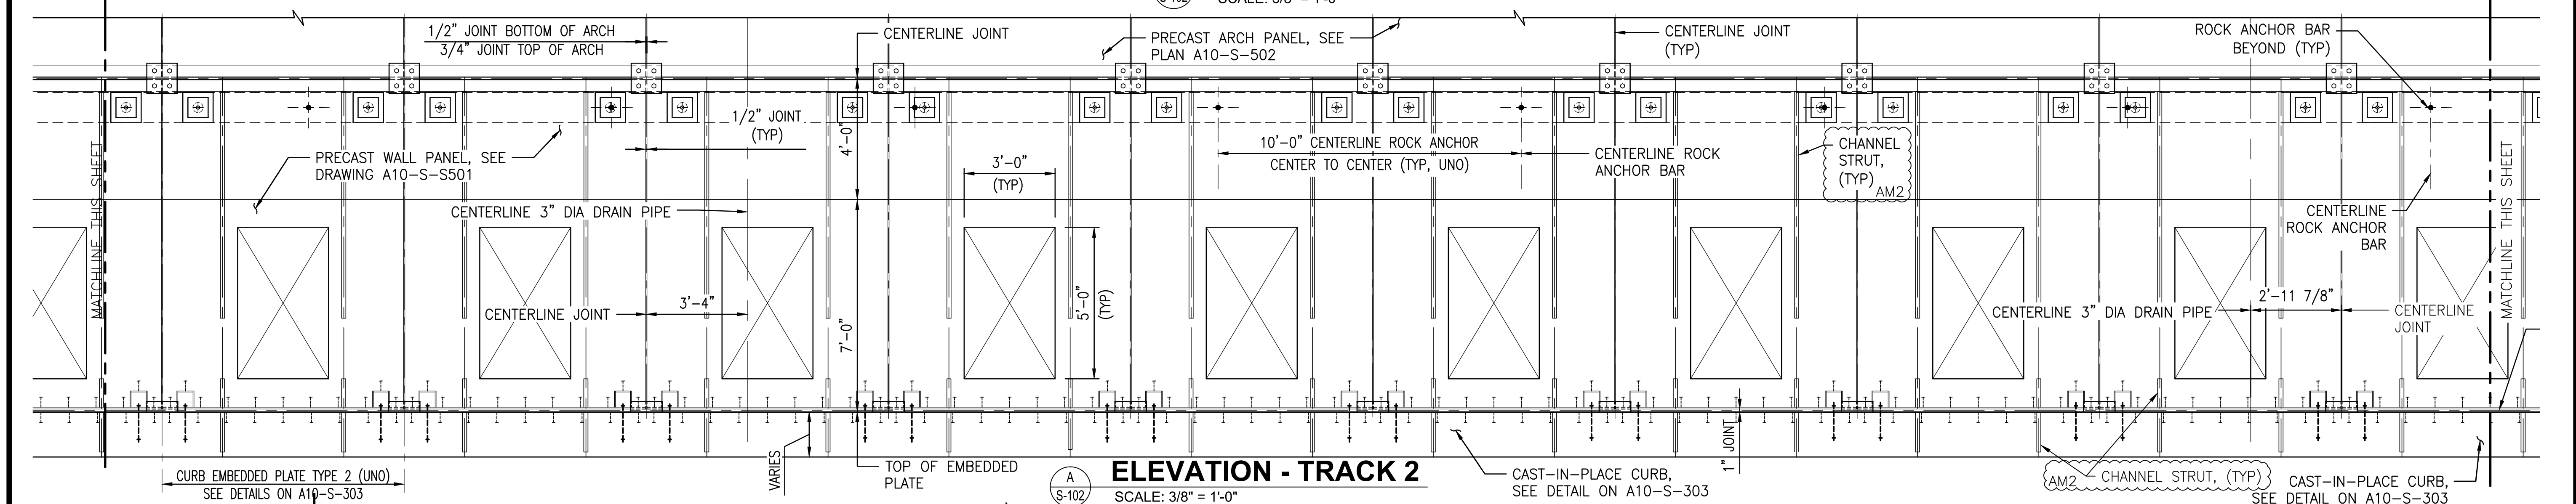 S-102
SCALE: 3/8" = 1'-0"
1/2" JOINT BOTTOM OF ARCH
3/4" JOINT TOP OF ARCH
CENTERLINE JOINT
PRECAST ARCH PANEL, SEE
PLAN A10-S-502
CENTERLINE JOINT
(TYP)
ROCK ANCHOR BAR
BEYOND (TYP)
MATCHLINE THIS SHEET
PRECAST WALL PANEL, SEE
DRAWING A10-S-S501
1/2" JOINT
(TYP)
4'-0"
3'-0"
(TYP)
10'-0" CENTERLINE ROCK ANCHOR
CENTER TO CENTER (TYP, UNO)
CENTERLINE ROCK
ANCHOR BAR
CHANNEL
STRUT,
(TYP)
AM2
CENTERLINE
ROCK ANCHOR
BAR
MATCHLINE THIS SHEET
CENTERLINE 3" DIA DRAIN PIPE
CENTERLINE JOINT
3'-4"
7'-0"
5'-0"
(TYP)
CENTERLINE 3" DIA DRAIN PIPE
2'-11 7/8"
CENTERLINE
JOINT
CURB EMBEDDED PLATE TYPE 2 (UNO)
SEE DETAILS ON A10-S-303
VARIES
TOP OF EMBEDDED
PLATE
A
S-102
ELEVATION - TRACK 2
SCALE: 3/8" = 1'-0"
CAST-IN-PLACE CURB,
SEE DETAIL ON A10-S-303
1" JOINT
AM2
CHANNEL STRUT, (TYP)
CAST-IN-PLACE CURB,
SEE DETAIL ON A10-S-303